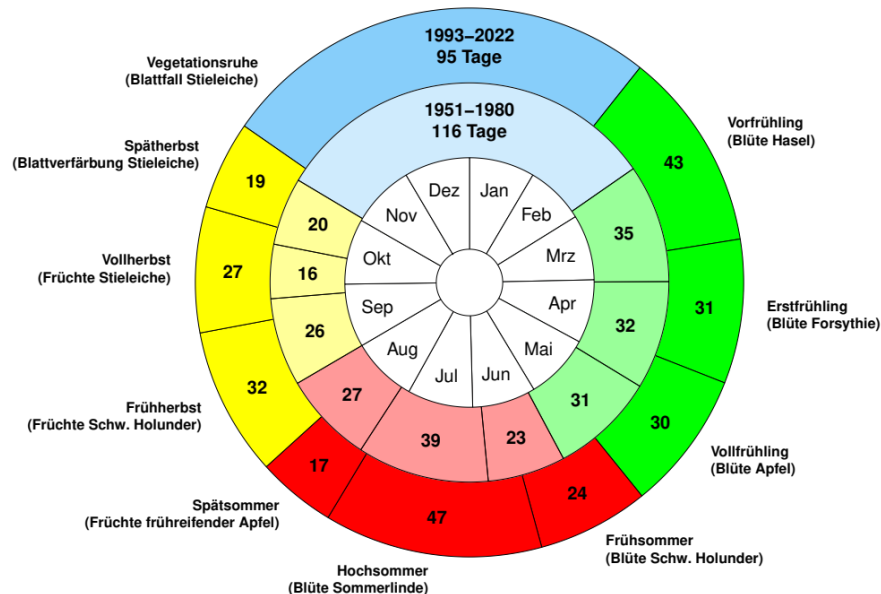 1993–2022
95 Tage
1951–1980
116 Tage
Vegetationsruhe
(Blattfall Stieleiche)
Vorfrühling
(Blüte Hasel)
43
35
Erstfrühling
(Blüte Forsythie)
31
32
Vollfrühling
(Blüte Apfel)
30
31
Frühsommer
(Blüte Schw. Holunder)
24
23
Hochsommer
(Blüte Sommerlinde)
47
39
Spätsommer
(Früchte frühreifender Apfel)
17
27
Frühherbst
(Früchte Schw. Holunder)
32
26
Vollherbst
(Früchte Stieleiche)
27
16
Spätherbst
(Blattverfärbung Stieleiche)
19
20
Jan
Feb
Mrz
Apr
Mai
Jun
Jul
Aug
Sep
Okt
Nov
Dez